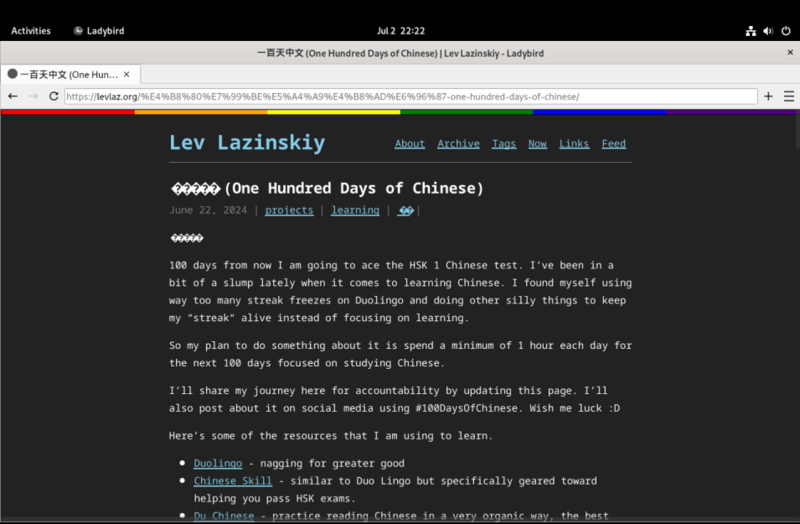 Activities Ladybird Jul 2 22:22
一百天中文 (One Hundred Days of Chinese) | Lev Lazinskiy - Ladybird
一百天中文 (One Hun...
https://levlaz.org/%E4%B8%80%E7%99%BE%E5%A4%A9%E4%B8%AD%E6%96%87-one-hundred-days-of-chinese/
Lev Lazinskiy About Archive Tags Now Links Feed
�����(One Hundred Days of Chinese)
June 22, 2024 | projects | learning | �� |
�����
100 days from now I am going to ace the HSK 1 Chinese test. I’ve been in a
bit of a slump lately when it comes to learning Chinese. I found myself using
way too many streak freezes on Duolingo and doing other silly things to keep
my “streak“ alive instead of focusing on learning.
So my plan to do something about it is spend a minimum of 1 hour each day for
the next 100 days focused on studying Chinese.
I’ll share my journey here for accountability by updating this page. I’ll
also post about it on social media using #100DaysOfChinese. Wish me luck :D
Here’s some of the resources that I am using to learn.
Duolingo - nagging for greater good
Chinese Skill - similar to Duo Lingo but specifically geared toward
helping you pass HSK exams.
Du Chinese - practice reading Chinese in a very organic way, the best